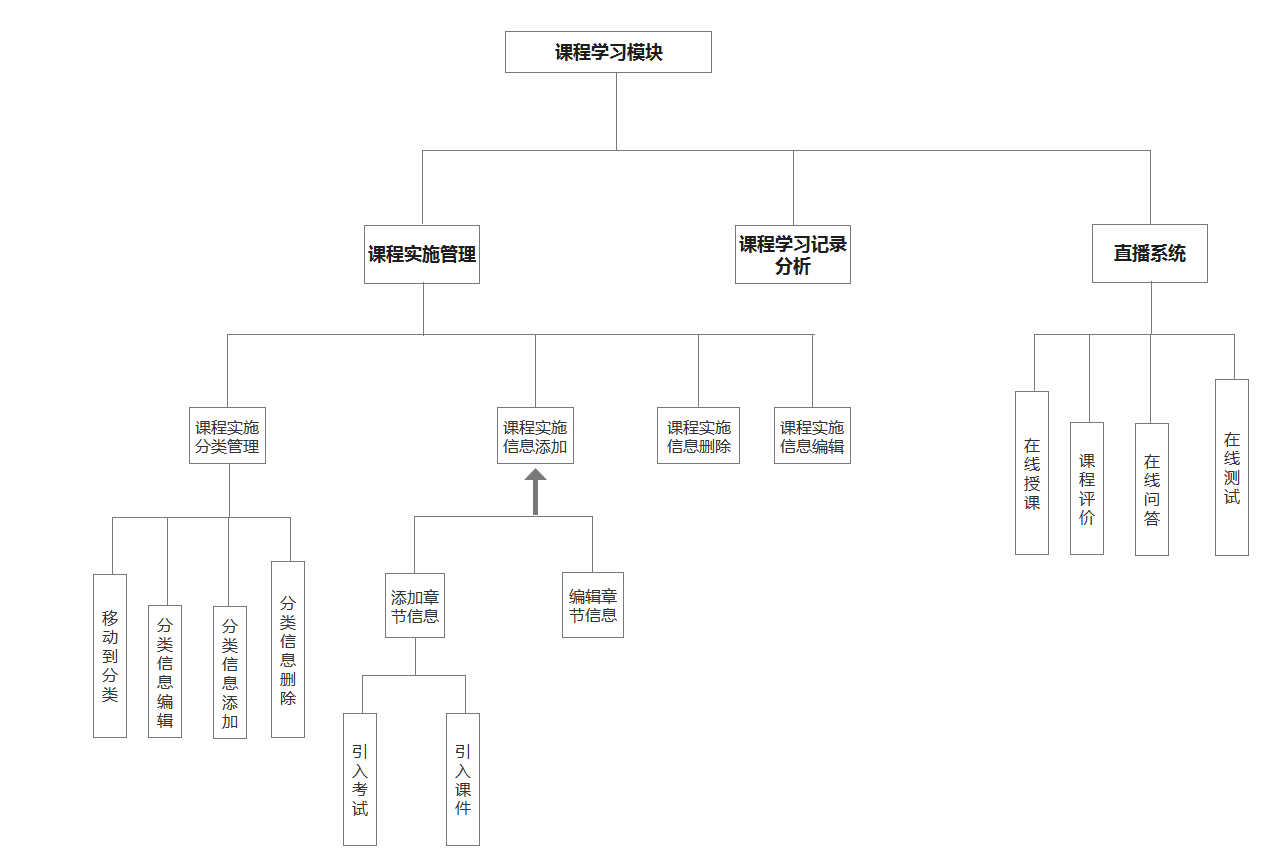 课程学习模块
课程实施管理
课程学习记录
分析
直播系统
课程实施
分类管理
课程实施
信息添加
课程实施
信息删除
课程实施
信息编辑
在线授课
课程评价
在线问答
在线测试
移动到分类
分类信息编辑
分类信息添加
分类信息删除
添加章
节信息
编辑章
节信息
引入考试
引入课件